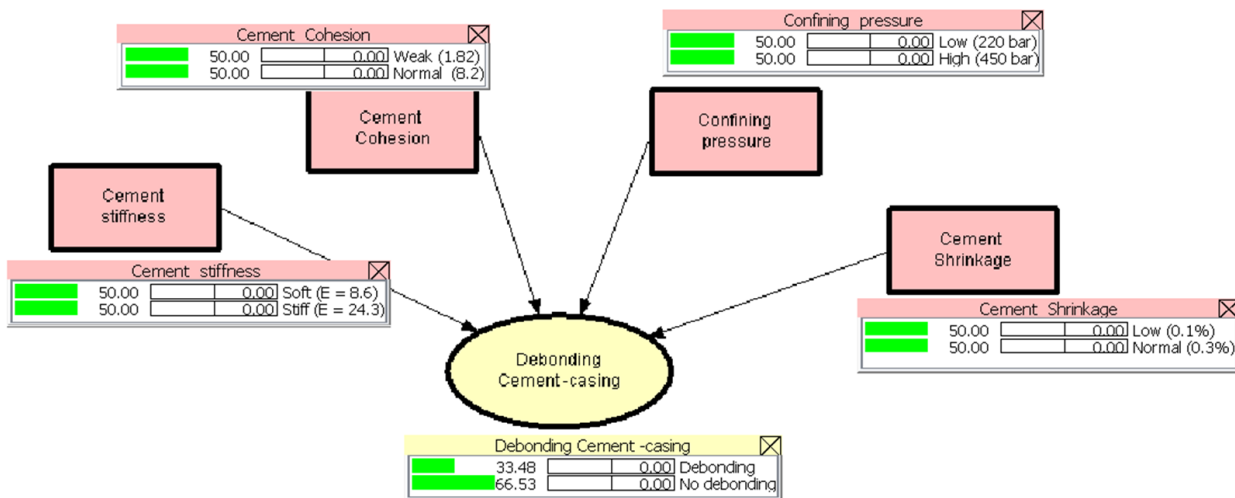 Cement Cohesion
50.00 0.00 Weak (1.82)
50.00 0.00 Normal (8.2)
Confining pressure
50.00 0.00 Low (220 bar)
50.00 0.00 High (450 bar)
Cement
Cohesion
Confining
pressure
Cement
stiffness
Cement
Shrinkage
Cement stiffness
50.00 0.00 Soft (E = 8.6)
50.00 0.00 Stiff (E = 24.3)
Cement Shrinkage
50.00 0.00 Low (0.1%)
50.00 0.00 Normal (0.3%)
Debonding
Cement-casing
Debonding Cement -casing
33.48 0.00 Debonding
66.53 0.00 No debonding